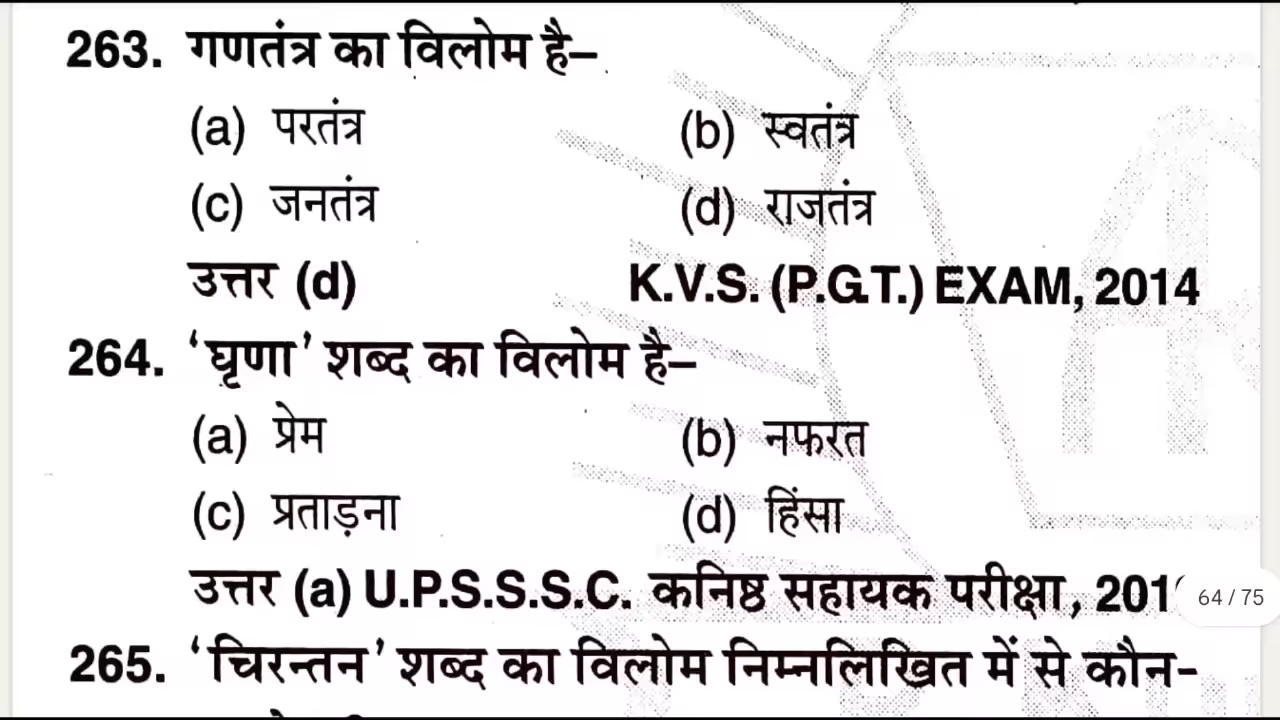 263. गणतंत्र का विलोम है–
(a) परतंत्र (b) स्वतंत्र
(c) जनतंत्र (d) राजतंत्र
उत्तर (d) K.V.S. (P.G.T.) EXAM, 2014
264. ‘घृणा’ शब्द का विलोम है–
(a) प्रेम (b) नफरत
(c) प्रताड़ना (d) हिंसा
उत्तर (a) U.P.S.S.S.C. कनिष्ठ सहायक परीक्षा, 201
64 / 75
265. ‘चिरन्तन’ शब्द का विलोम निम्नलिखित में से कौन-